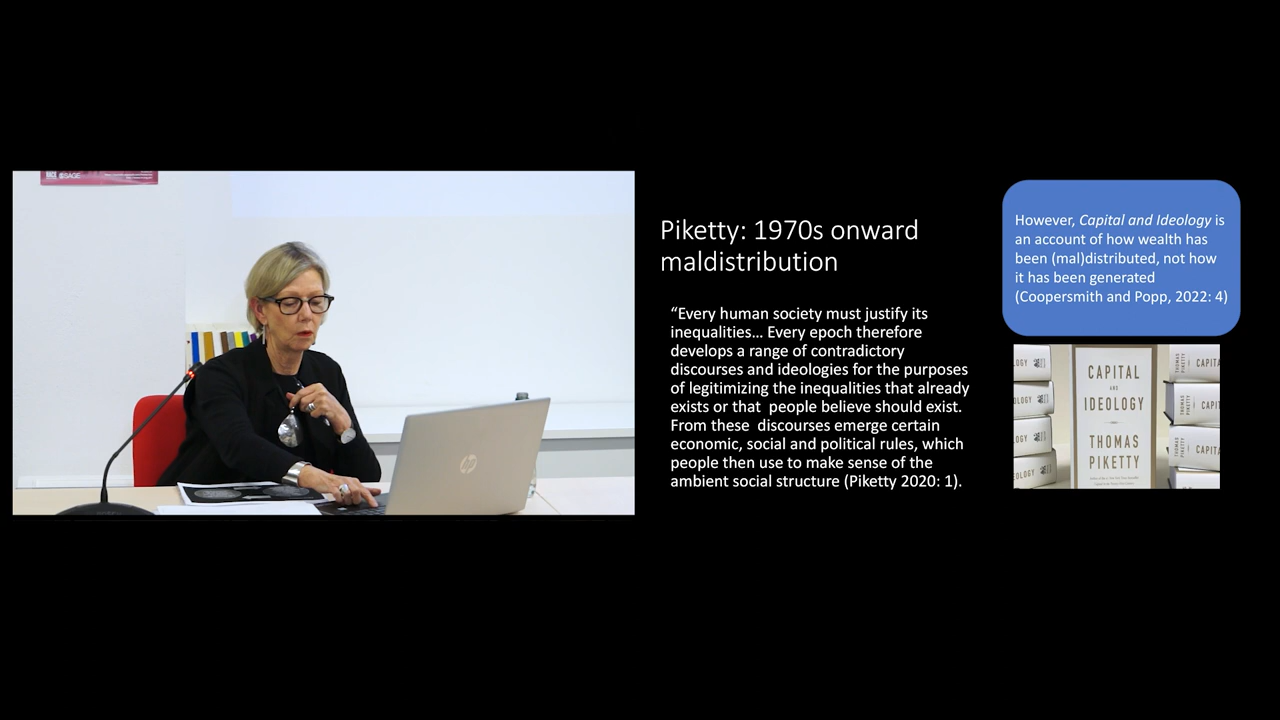 RACE
SAGE
Piketty: 1970s onward
maldistribution
“Every human society must justify its
inequalities… Every epoch therefore
develops a range of contradictory
discourses and ideologies for the purposes
of legitimizing the inequalities that already
exists or that  people believe should exist.
From these  discourses emerge certain
economic, social and political rules, which
people then use to make sense of the
ambient social structure (Piketty 2020: 1).
However, Capital and Ideology is
an account of how wealth has
been (mal)distributed, not how
it has been generated
(Coopersmith and Popp, 2022: 4)
CAPITAL
AND
IDEOLOGY
THOMAS
PIKETTY
hp